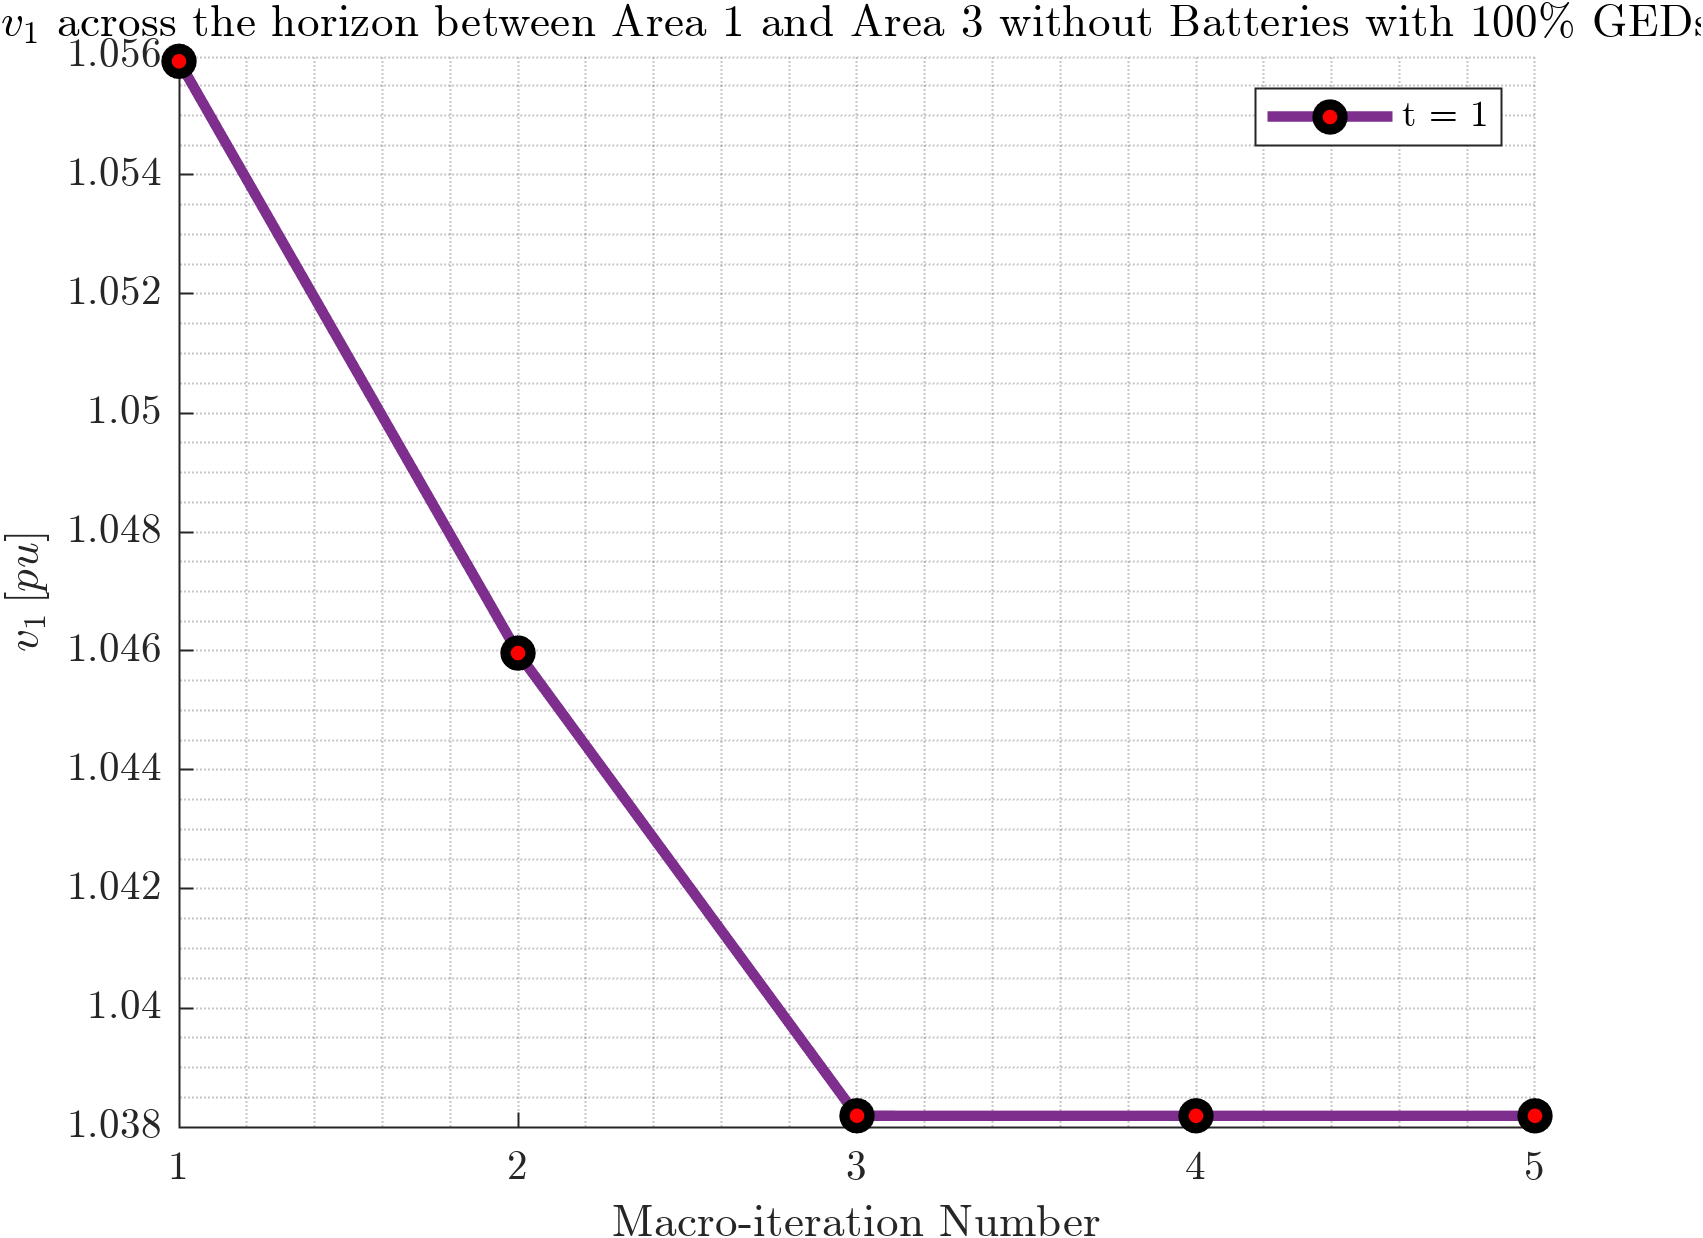 v₁ across the horizon between Area 1 and Area 3 without Batteries with 100% GEDs
1.056
1.054
1.052
1.05
1.048
1.046
1.044
1.042
1.04
1.038
v₁ [pu]
t = 1
1 2 3 4 5
Macro-iteration Number